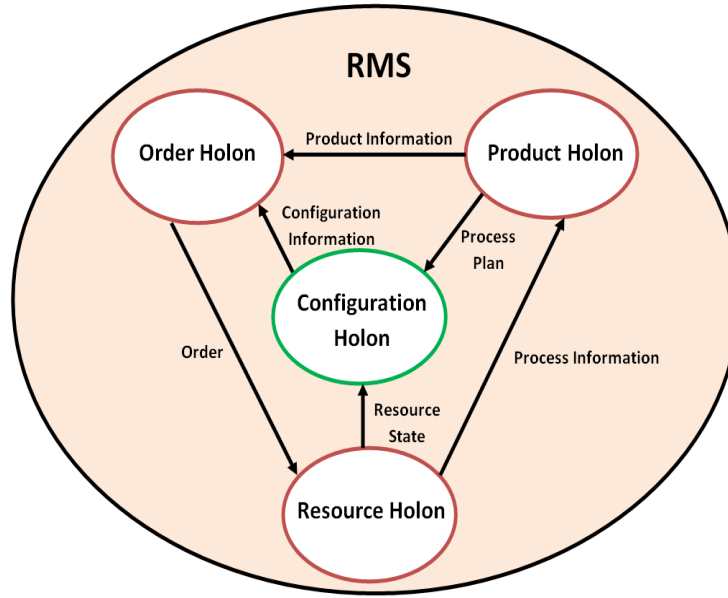 RMS
Product Information
Order Holon
Product Holon
Configuration
Information
Process
Plan
Configuration
Holon
Order
Process Information
Resource
State
Resource Holon